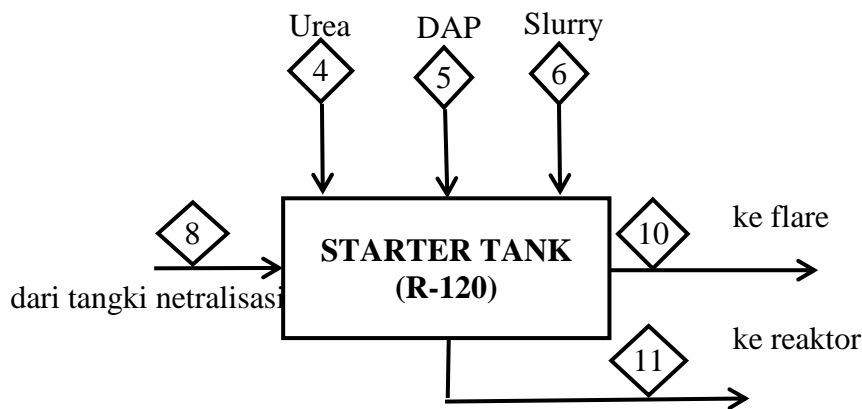 Urea DAP Slurry
4 5 6
8
STARTER TANK
(R-120)
10
ke flare
dari tangki netralisasi
11
ke reaktor